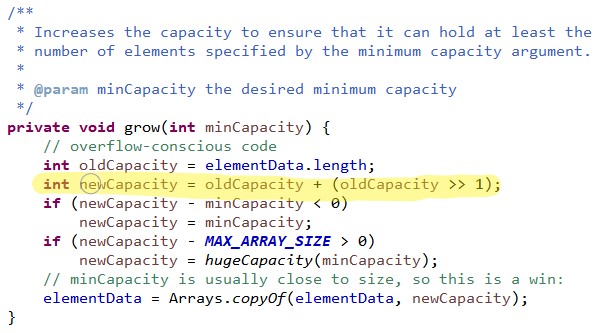 /**
 * Increases the capacity to ensure that it can hold at least the
 * number of elements specified by the minimum capacity argument.
 *
 * @param minCapacity the desired minimum capacity
 */
private void grow(int minCapacity) {
    // overflow-conscious code
    int oldCapacity = elementData.length;
    int newCapacity = oldCapacity + (oldCapacity >> 1);
    if (newCapacity - minCapacity < 0)
        newCapacity = minCapacity;
    if (newCapacity - MAX_ARRAY_SIZE > 0)
        newCapacity = hugeCapacity(minCapacity);
    // minCapacity is usually close to size, so this is a win:
    elementData = Arrays.copyOf(elementData, newCapacity);
}